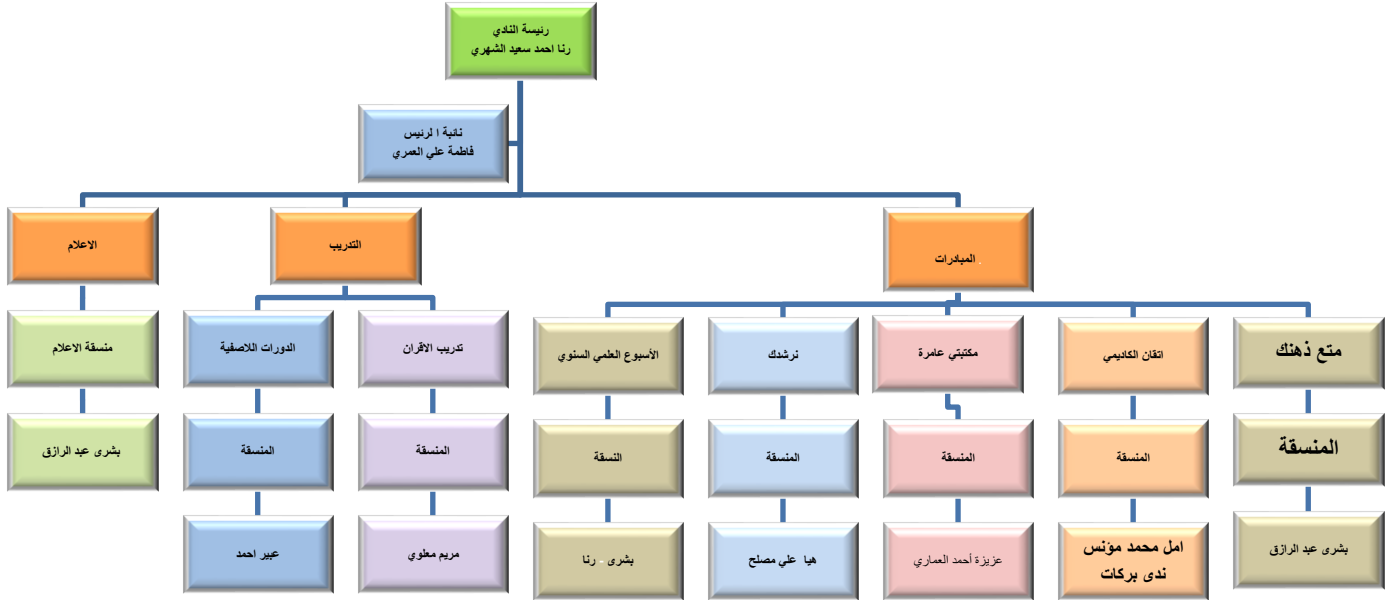 رئيسة النادي
رنا احمد سعيد الشهري
نائبة ا لرئيس
فاطمة علي العمري
المبادرات
التدريب
الاعلام
متع ذهنك
اتقان الكاديمي
مكتبتي عامرة
نرشدك
الأسبوع العلمي السنوي
تدريب الاقران
الدورات اللاصفية
منسقة الاعلام
المنسقة
المنسقة
المنسقة
المنسقة
النسقة
المنسقة
المنسقة
بشرى عبد الرازق
بشرى عبد الرازق
امل محمد مؤنس
ندى بركات
عزيزة أحمد العماري
هيا علي مصلح
بشرى . رنا
مريم معلوي
عبير احمد